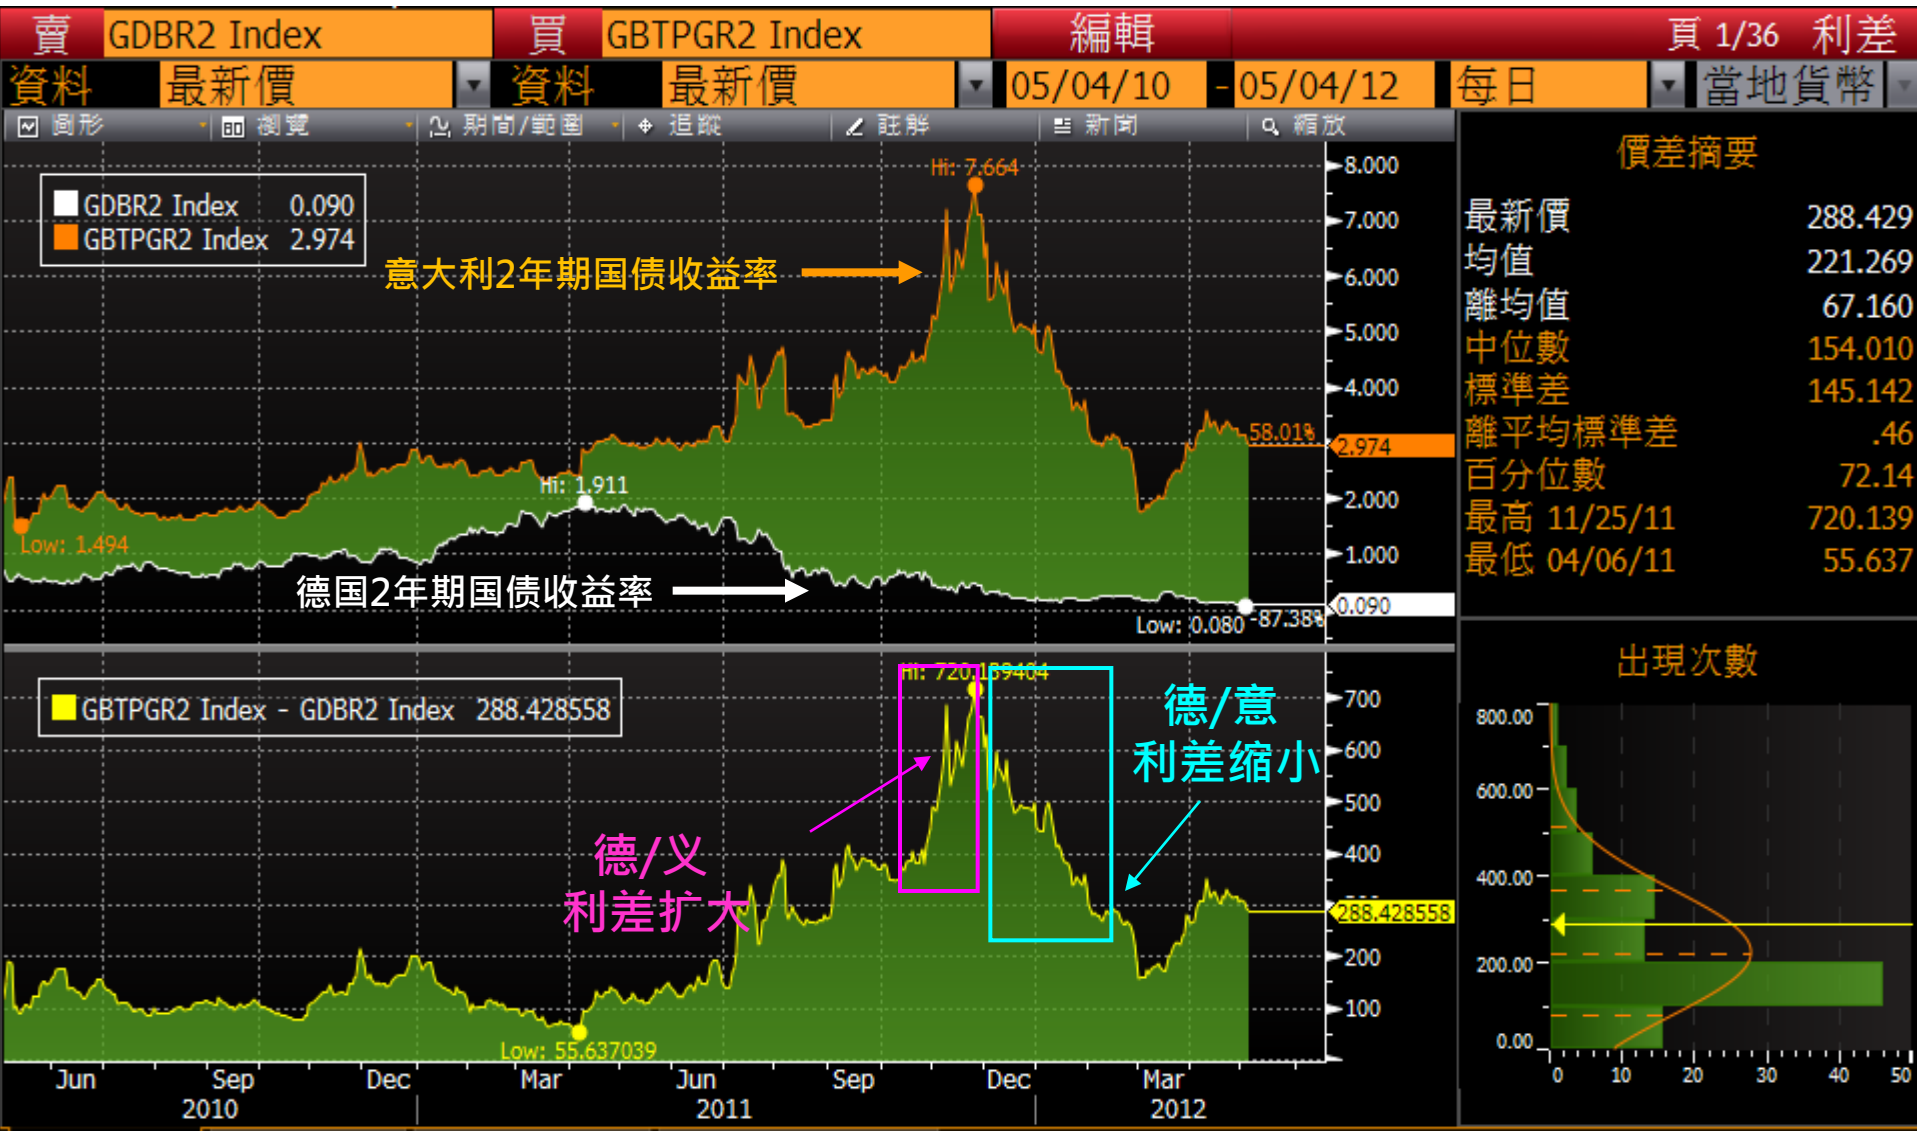 賣 GDBR2 Index 買 GBTPGR2 Index 編輯 頁 1/36 利差
資料 最新價 資料 最新價 05/04/10 - 05/04/12 每日 當地貨幣
圖形 瀏覽 期間/範圍 追蹤 註解 新聞 縮放
GDBR2 Index 0.090
GBTPGR2 Index 2.974
Hi: 7.664
意大利2年期国债收益率
Hi: 1.911
Low: 1.494
德国2年期国债收益率
58.01%
Low: 0.080
-87.38%
8.000
7.000
6.000
5.000
4.000
2.974
2.000
1.000
0.090
GBTPGR2 Index - GDBR2 Index 288.428558
Hi: 720.139404
德/意
利差缩小
德/义
利差扩大
Low: 55.637039
700
600
500
400
288.428558
200
100
Jun Sep Dec Mar Jun Sep Dec Mar
2010 2011 2012
價差摘要
最新價 288.429
均值 221.269
離均值 67.160
中位數 154.010
標準差 145.142
離平均標準差 .46
百分位數 72.14
最高 11/25/11 720.139
最低 04/06/11 55.637
出現次數
800.00
600.00
400.00
200.00
0.00
0 10 20 30 40 50